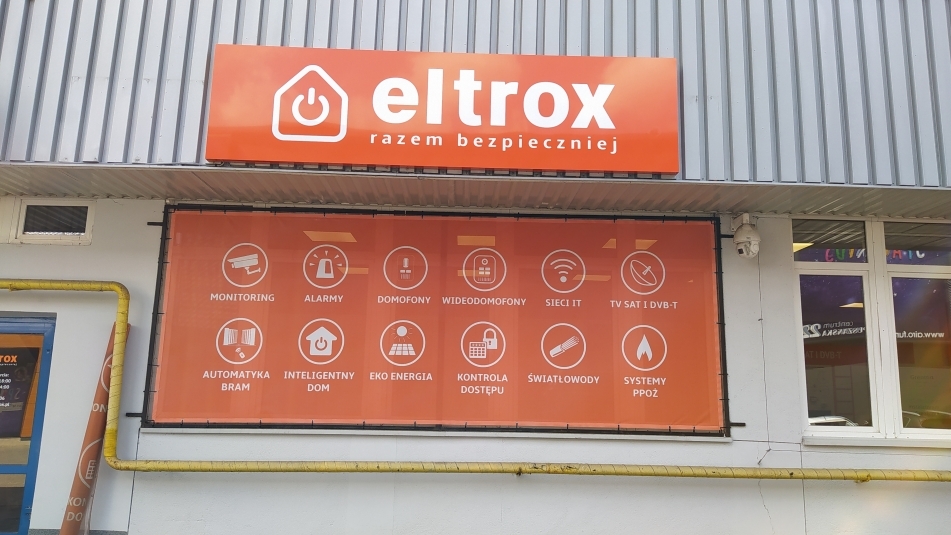 eltrox
razem bezpieczniej
MONITORING
ALARMY
DOMOFONY
WIDEODOMOFONY
SIECI IT
TV SAT I DVB-T
AUTOMATYKA
BRAM
INTELIGENTNY
DOM
EKO ENERGIA
KONTROLA
DOSTĘPU
ŚWIATŁOWODY
SYSTEMY
PPOŻ
centrum